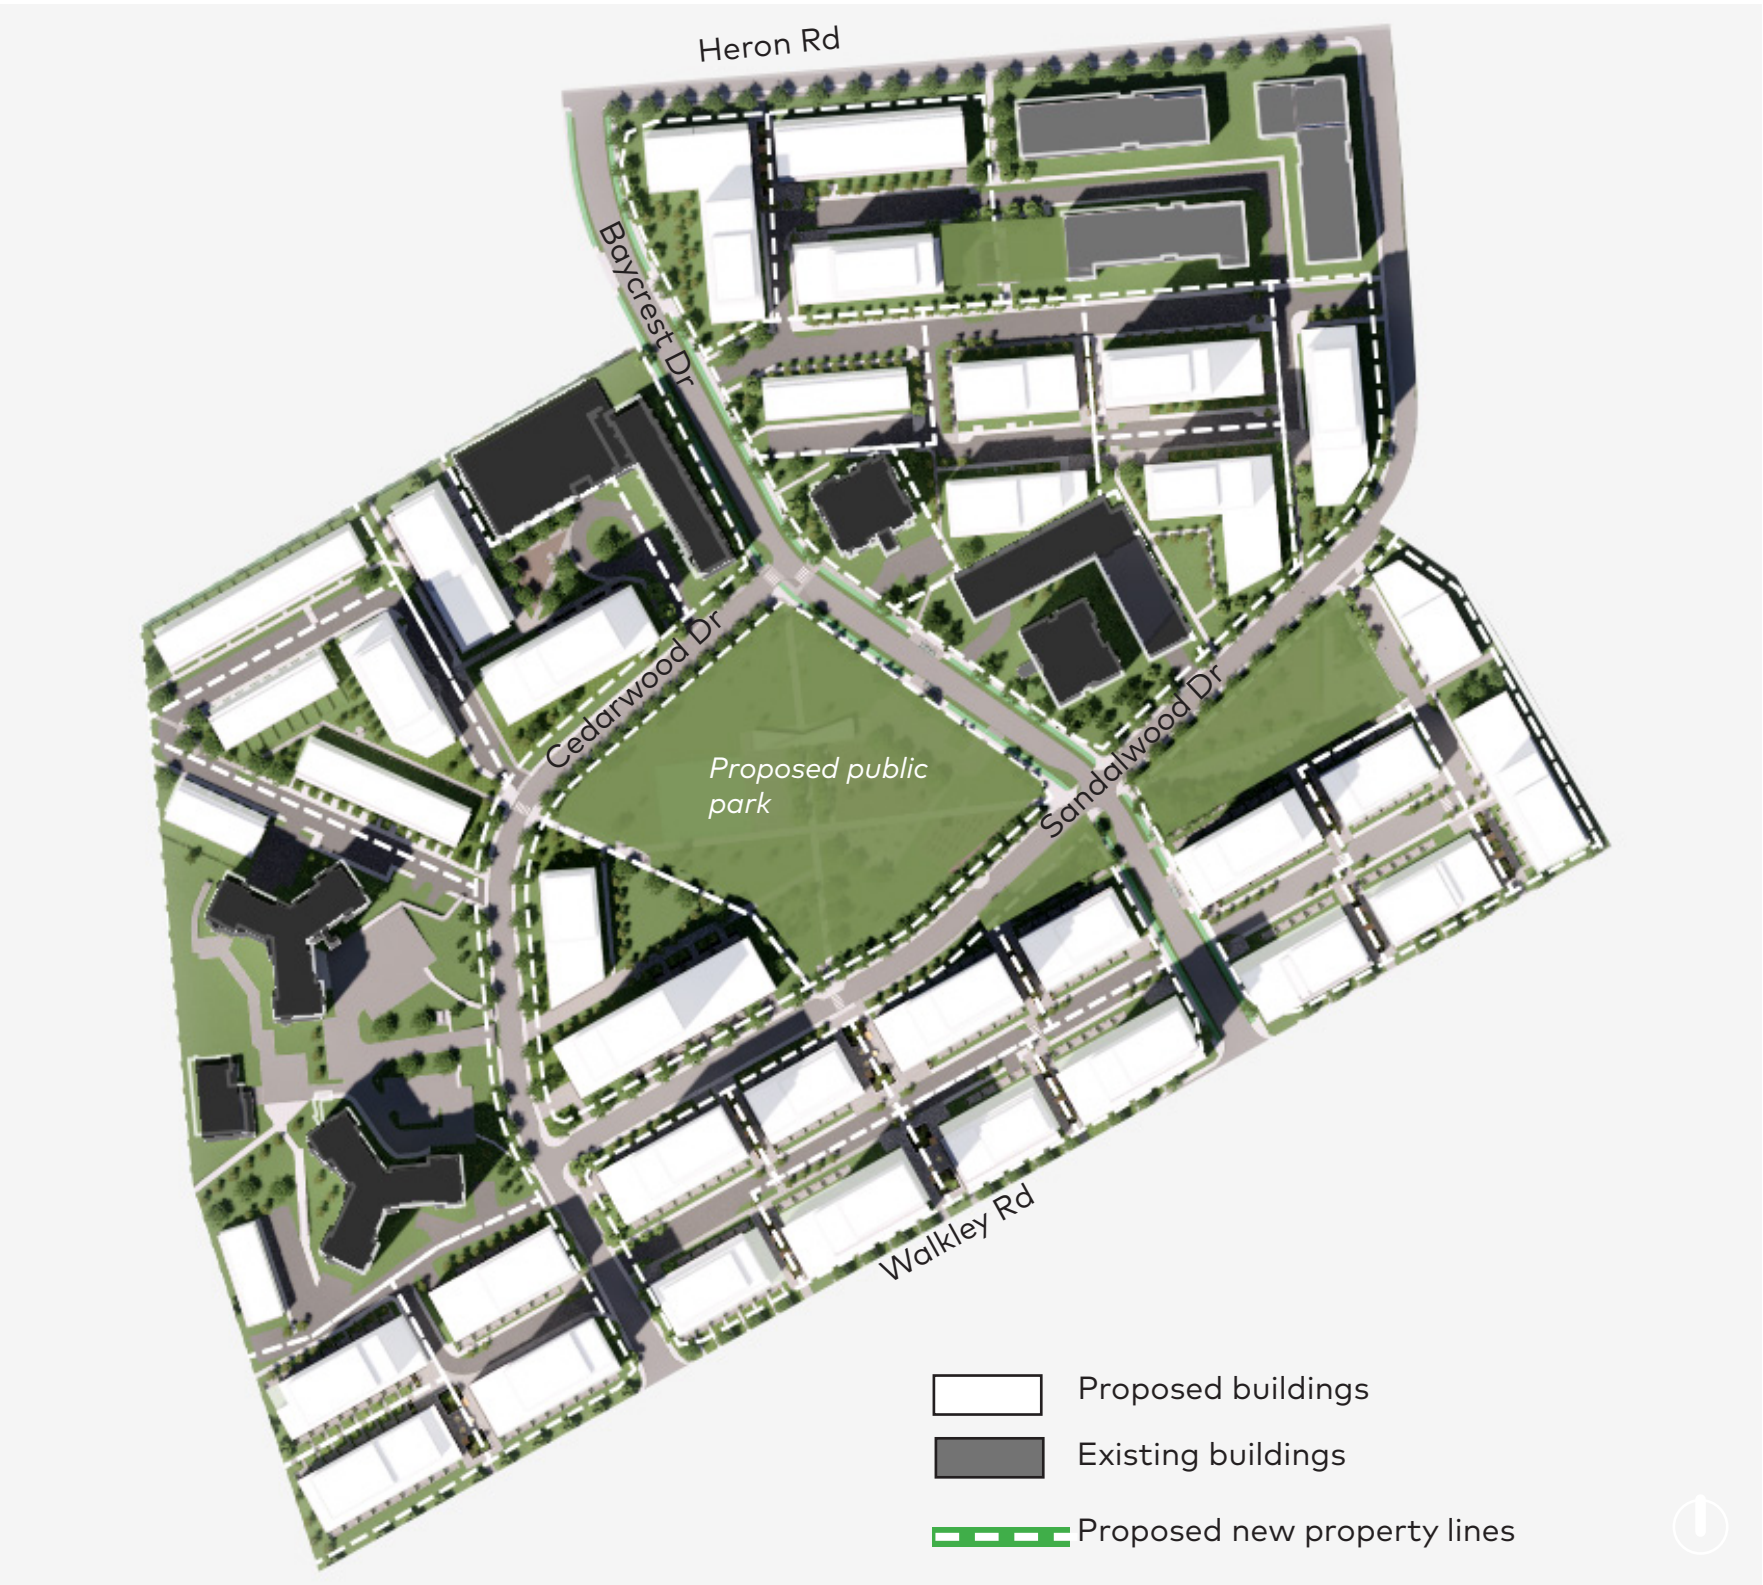 Heron Rd
Baycrest Dr
Cedarwood Dr
Proposed public
park
Sandalwood Dr
Walkley Rd
Proposed buildings
Existing buildings
Proposed new property lines